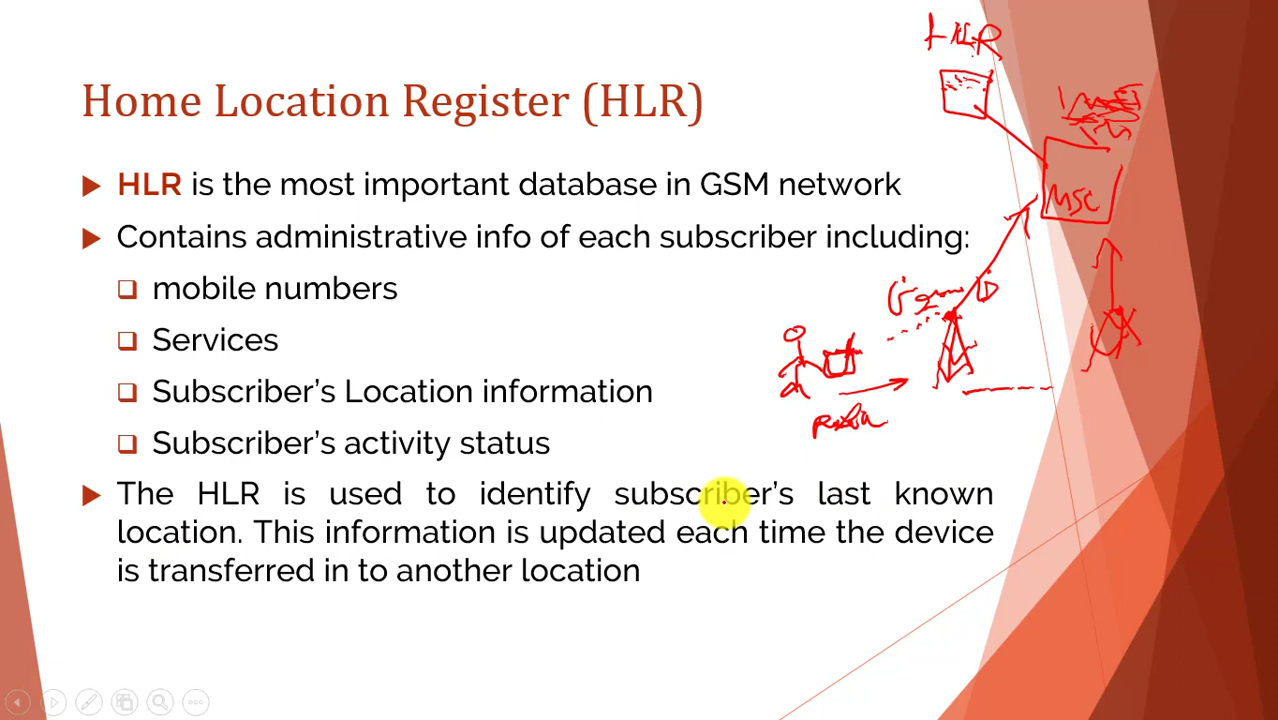 Home Location Register (HLR)
HLR is the most important database in GSM network
Contains administrative info of each subscriber including:
mobile numbers
Services
Subscriber's Location information
Subscriber's activity status
The HLR is used to identify subscriber's last known
location. This information is updated each time the device
is transferred in to another location
HLR
MSC